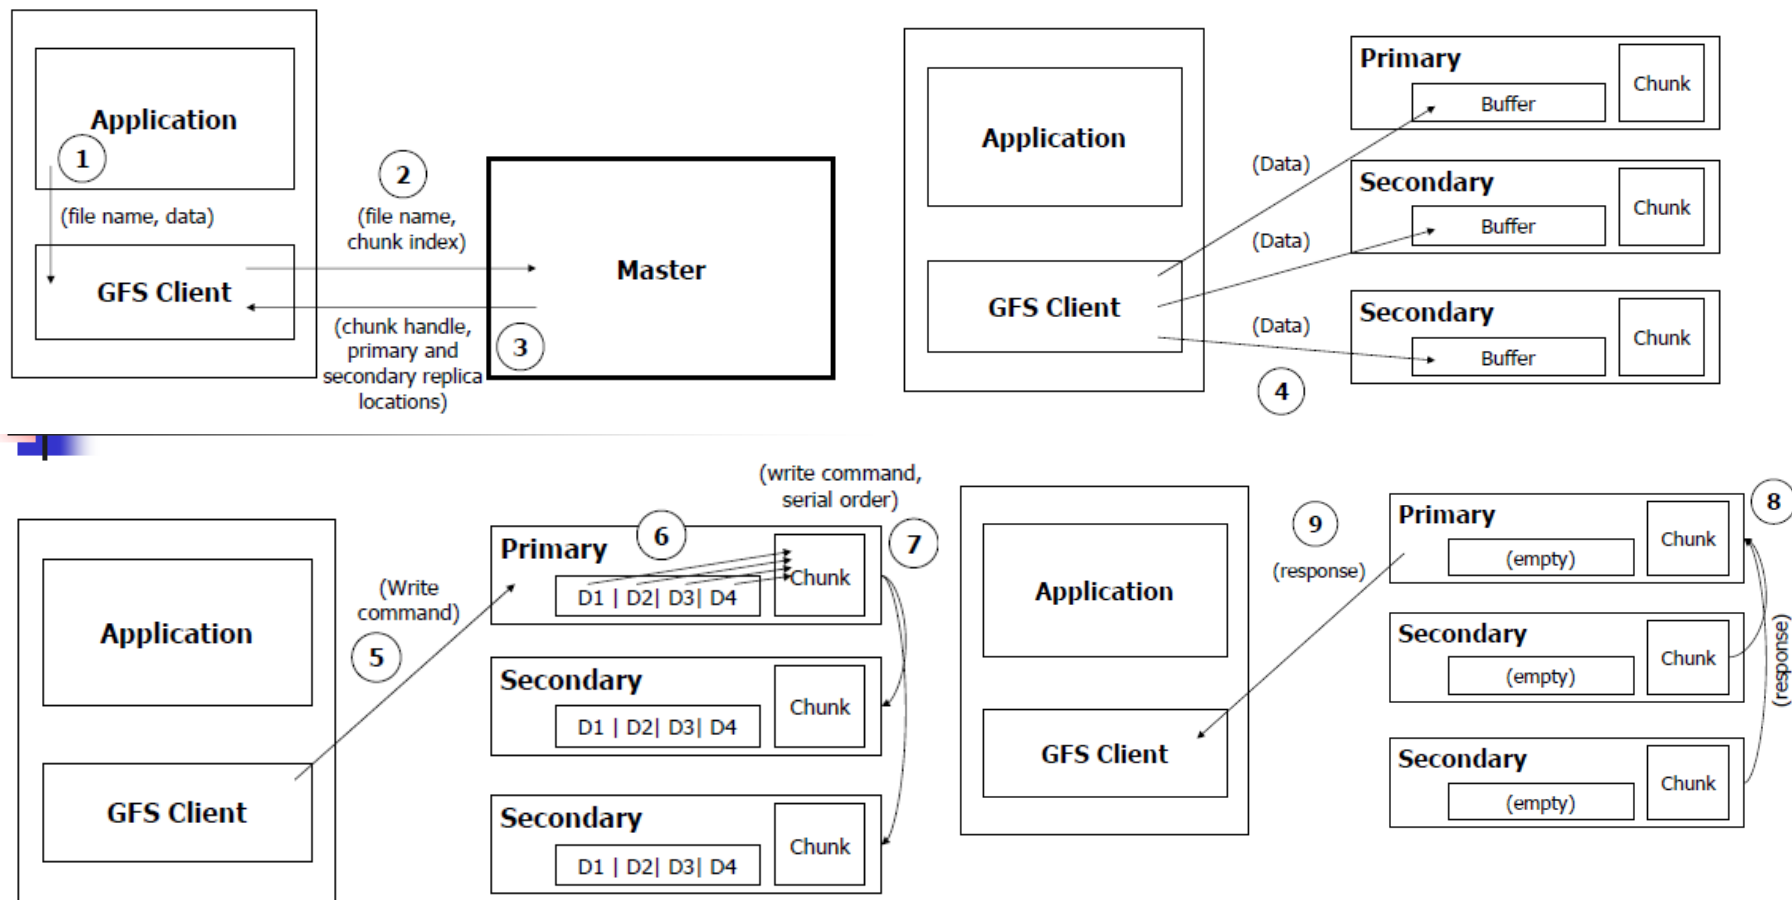 Application
1
(file name, data)
GFS Client
2
(file name,
chunk index)
Master
(chunk handle,
primary and
secondary replica
locations)
3
Application
GFS Client
(Data)
(Data)
(Data)
4
Primary
Buffer
Chunk
Secondary
Buffer
Chunk
Secondary
Buffer
Chunk
Application
GFS Client
(Write
command)
5
6
(write command,
serial order)
7
Primary
D1 | D2| D3| D4
Chunk
Secondary
D1 | D2| D3| D4
Chunk
Secondary
D1 | D2| D3| D4
Chunk
Application
GFS Client
9
(response)
8
Primary
(empty)
Chunk
Secondary
(empty)
Chunk
Secondary
(empty)
Chunk
(response)